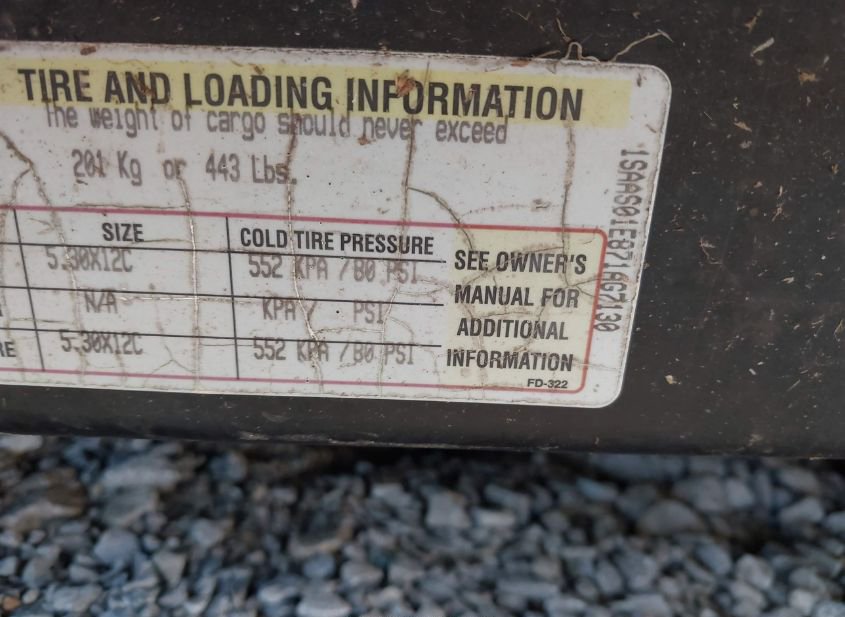 TIRE AND LOADING INFORMATION
The weight of cargo should never exceed
201 Kg or 443 Lbs.
SIZE COLD TIRE PRESSURE
5.30X12C 552 KPA / 80 PSI
N/A KPA / PSI
RE 5.30X12C 552 KPA / 80 PSI
SEE OWNER'S
MANUAL FOR
ADDITIONAL
INFORMATION
FD-322